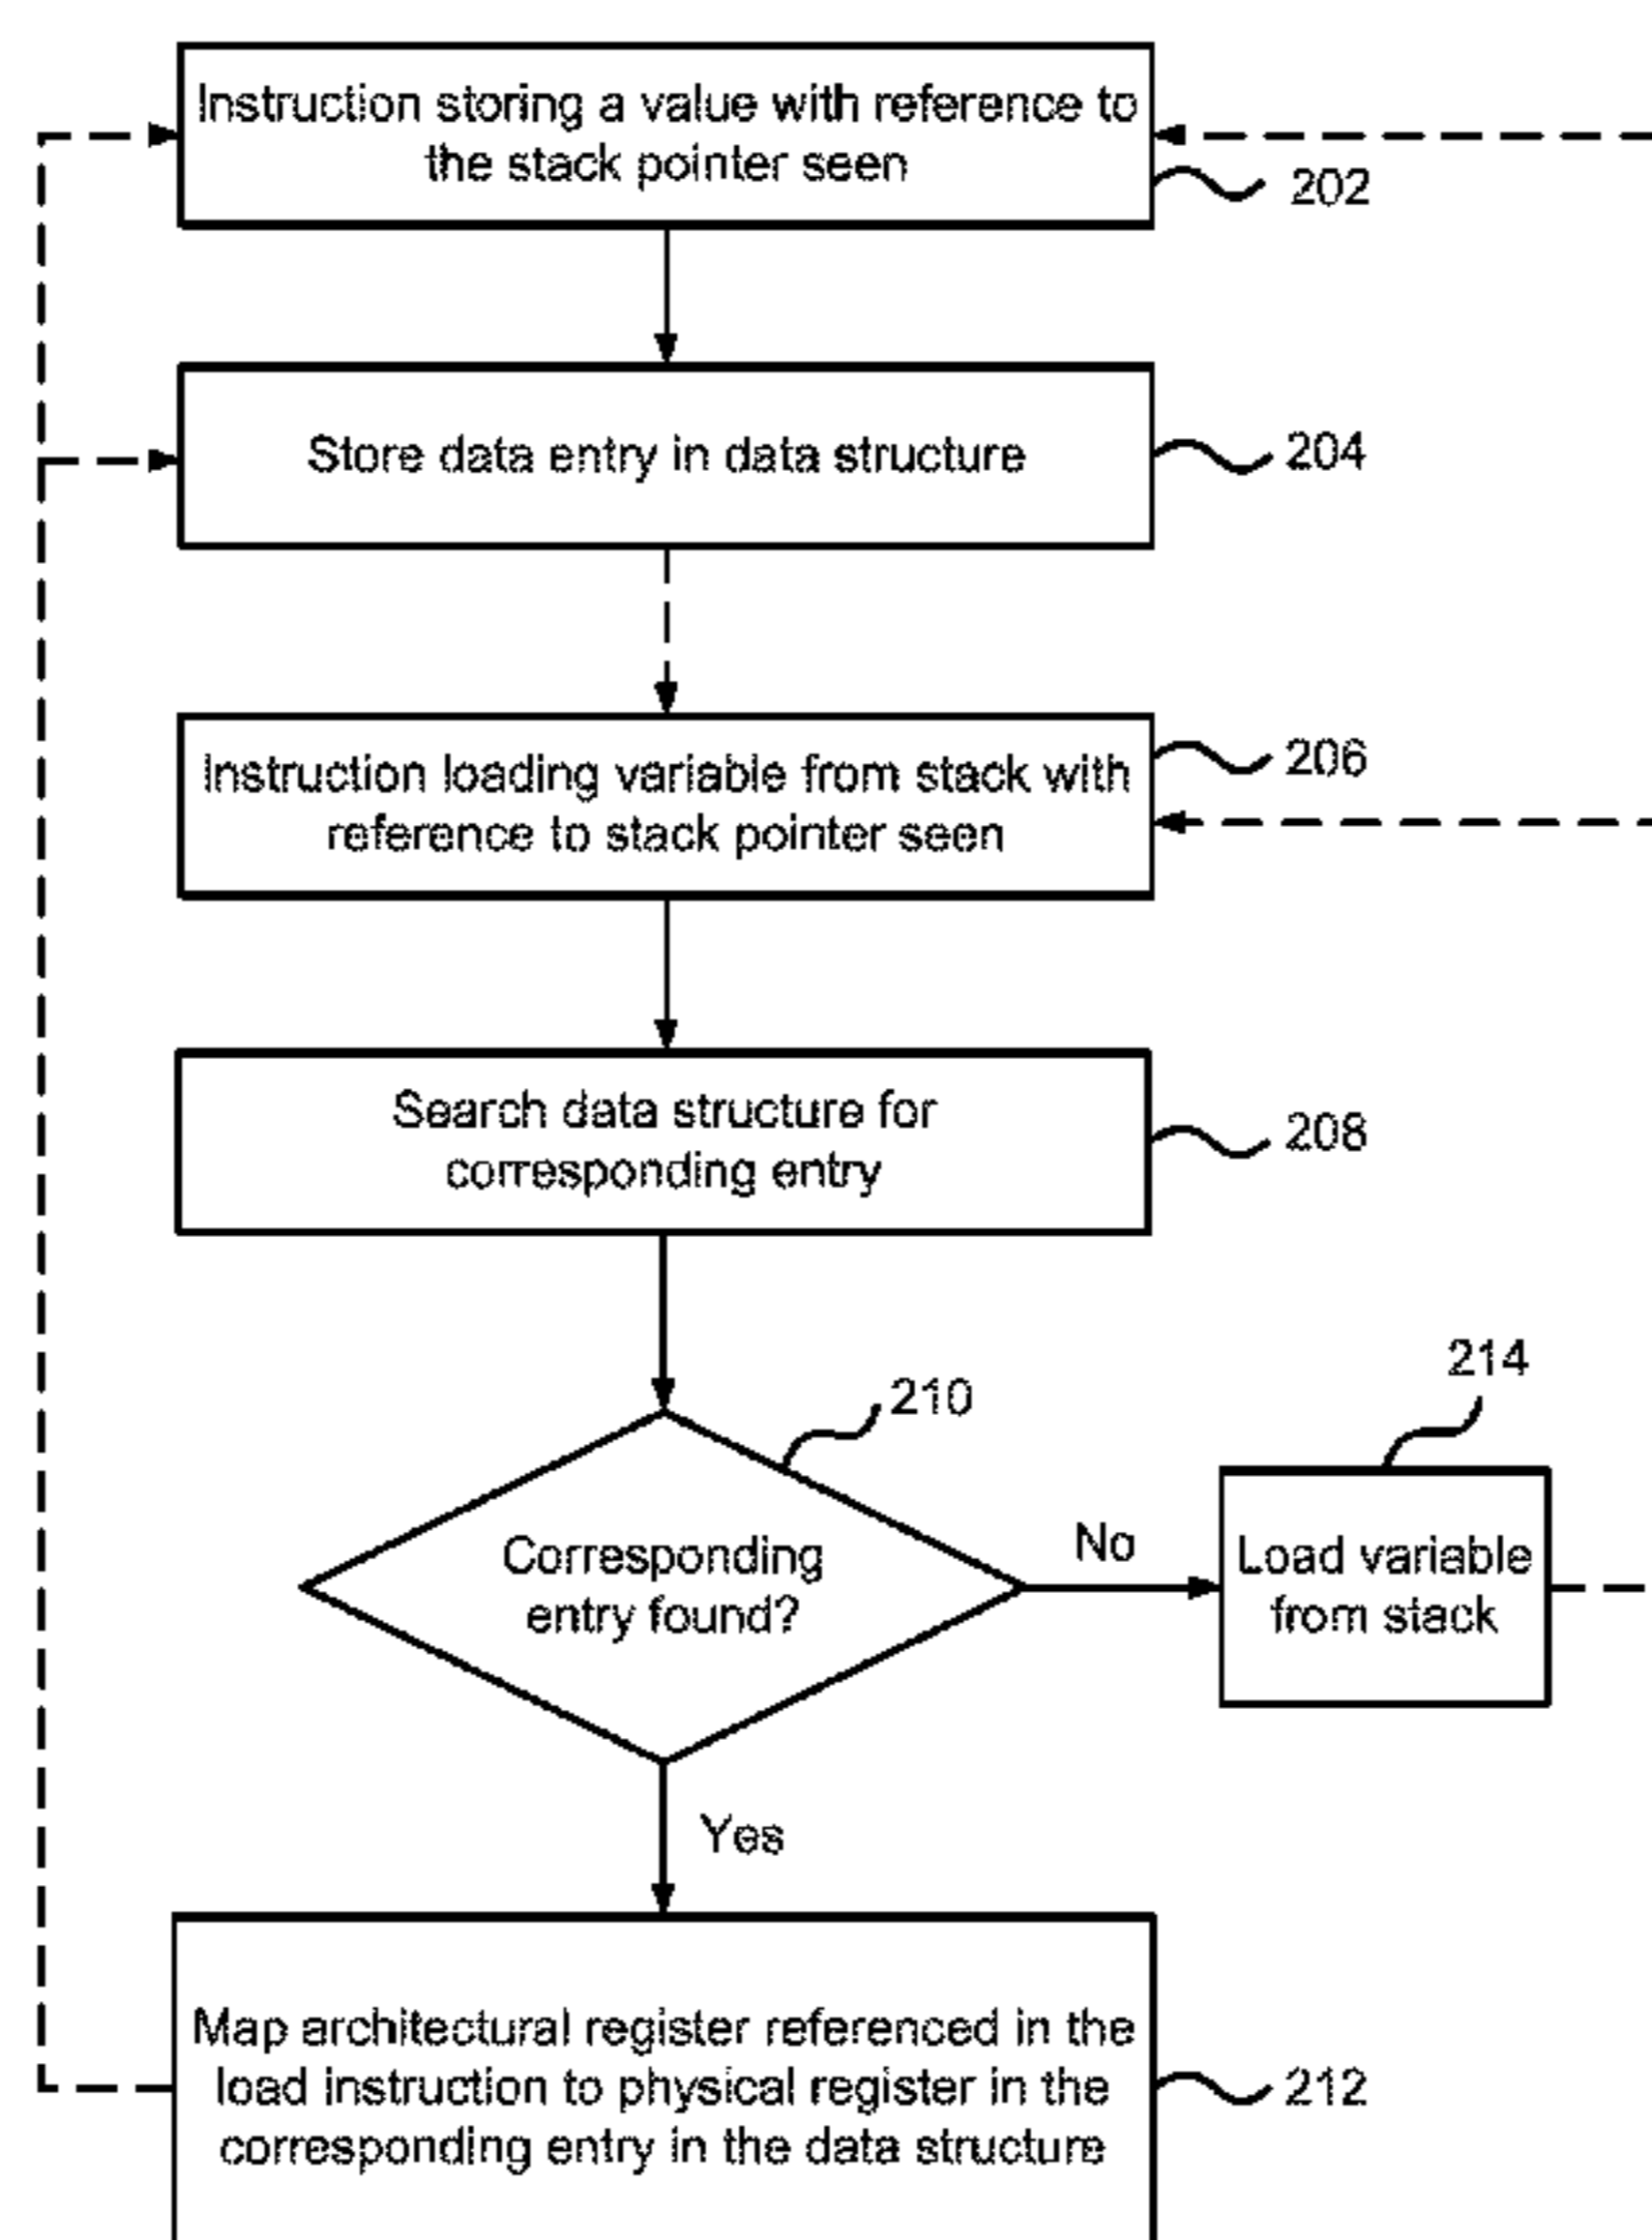 Instruction storing a value with reference to
the stack pointer seen
202
Store data entry in data structure
204
Instruction loading variable from stack with
reference to stack pointer seen
206
Search data structure for
corresponding entry
208
210
214
Corresponding
entry found?
No
Load variable
from stack
Yes
Map architectural register referenced in the
load instruction to physical register in the
corresponding entry in the data structure
212